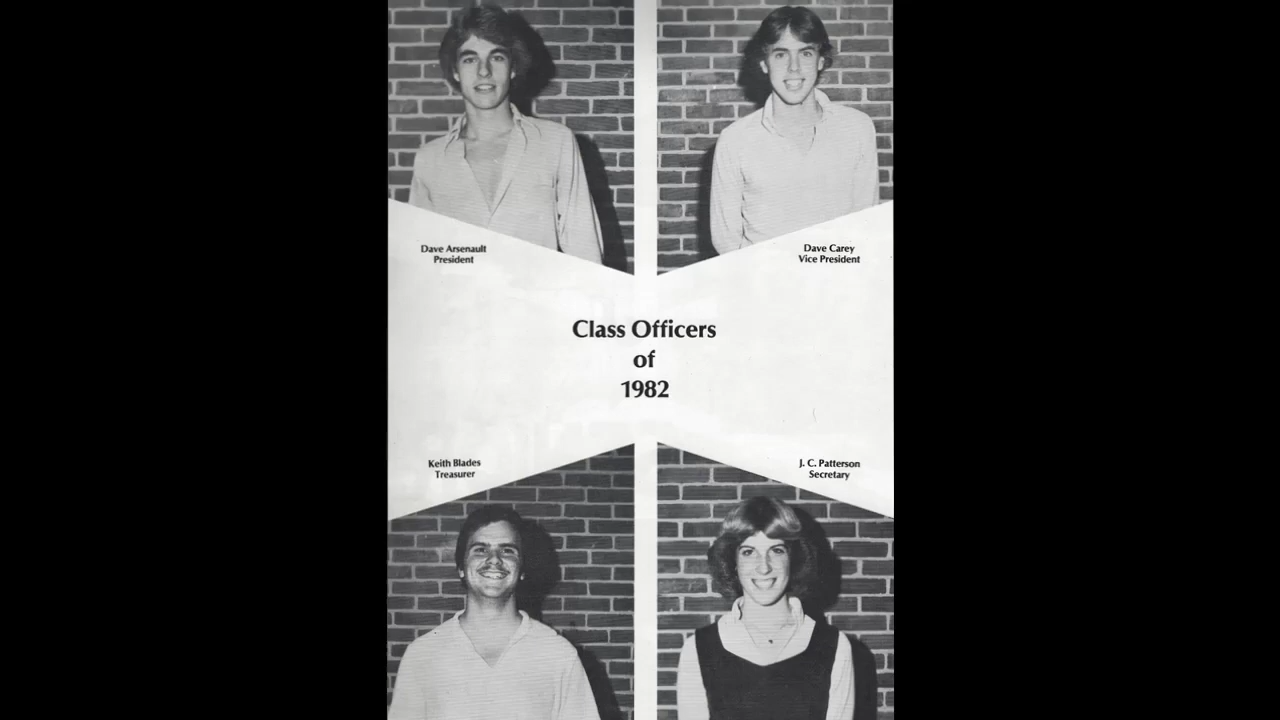 Dave Arsenault
President
Dave Carey
Vice President
Class Officers
of
1982
Keith Blades
Treasurer
J. C. Patterson
Secretary